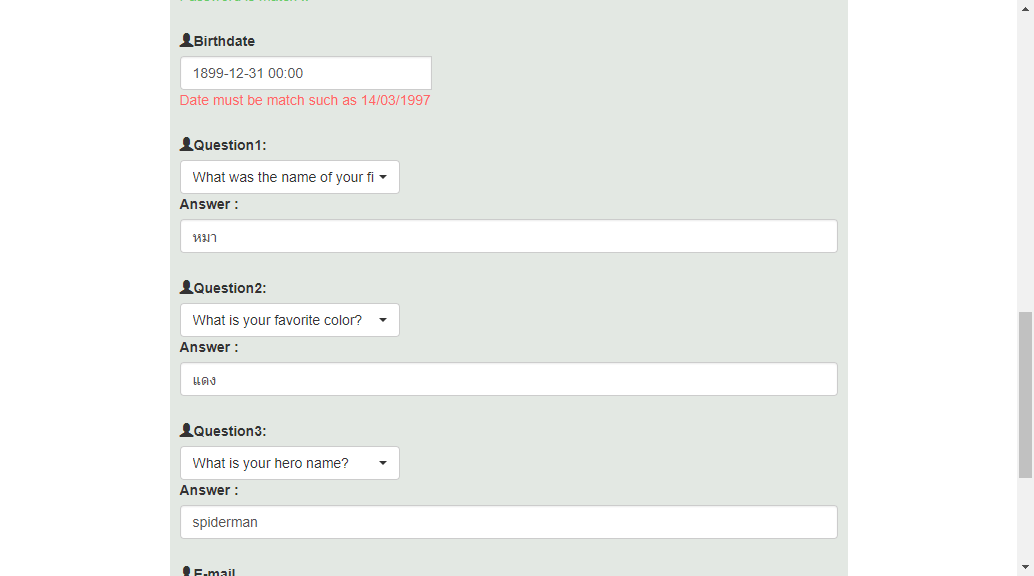 Birthdate
1899-12-31 00:00
Date must be match such as 14/03/1997
Question1:
What was the name of your fi
Answer :
หมา
Question2:
What is your favorite color?
Answer :
แดง
Question3:
What is your hero name?
Answer :
spiderman
E-mail